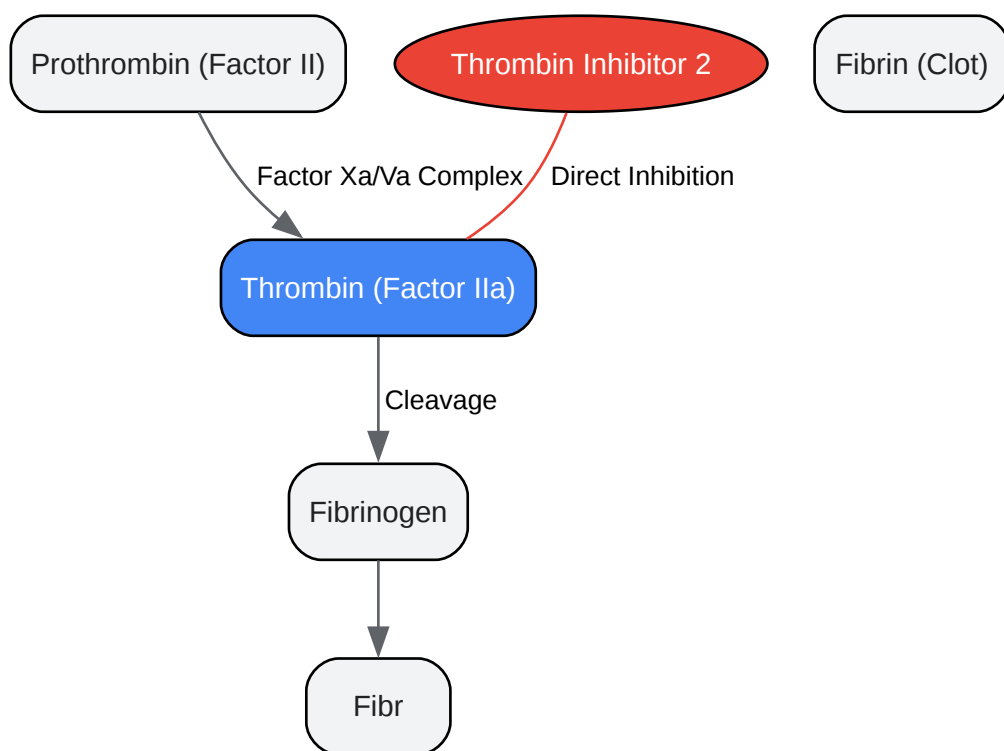 Prothrombin (Factor II)
Thrombin Inhibitor 2
Fibrin (Clot)
Factor Xa/Va Complex
Direct Inhibition
Thrombin (Factor IIa)
Cleavage
Fibrinogen
Fibr